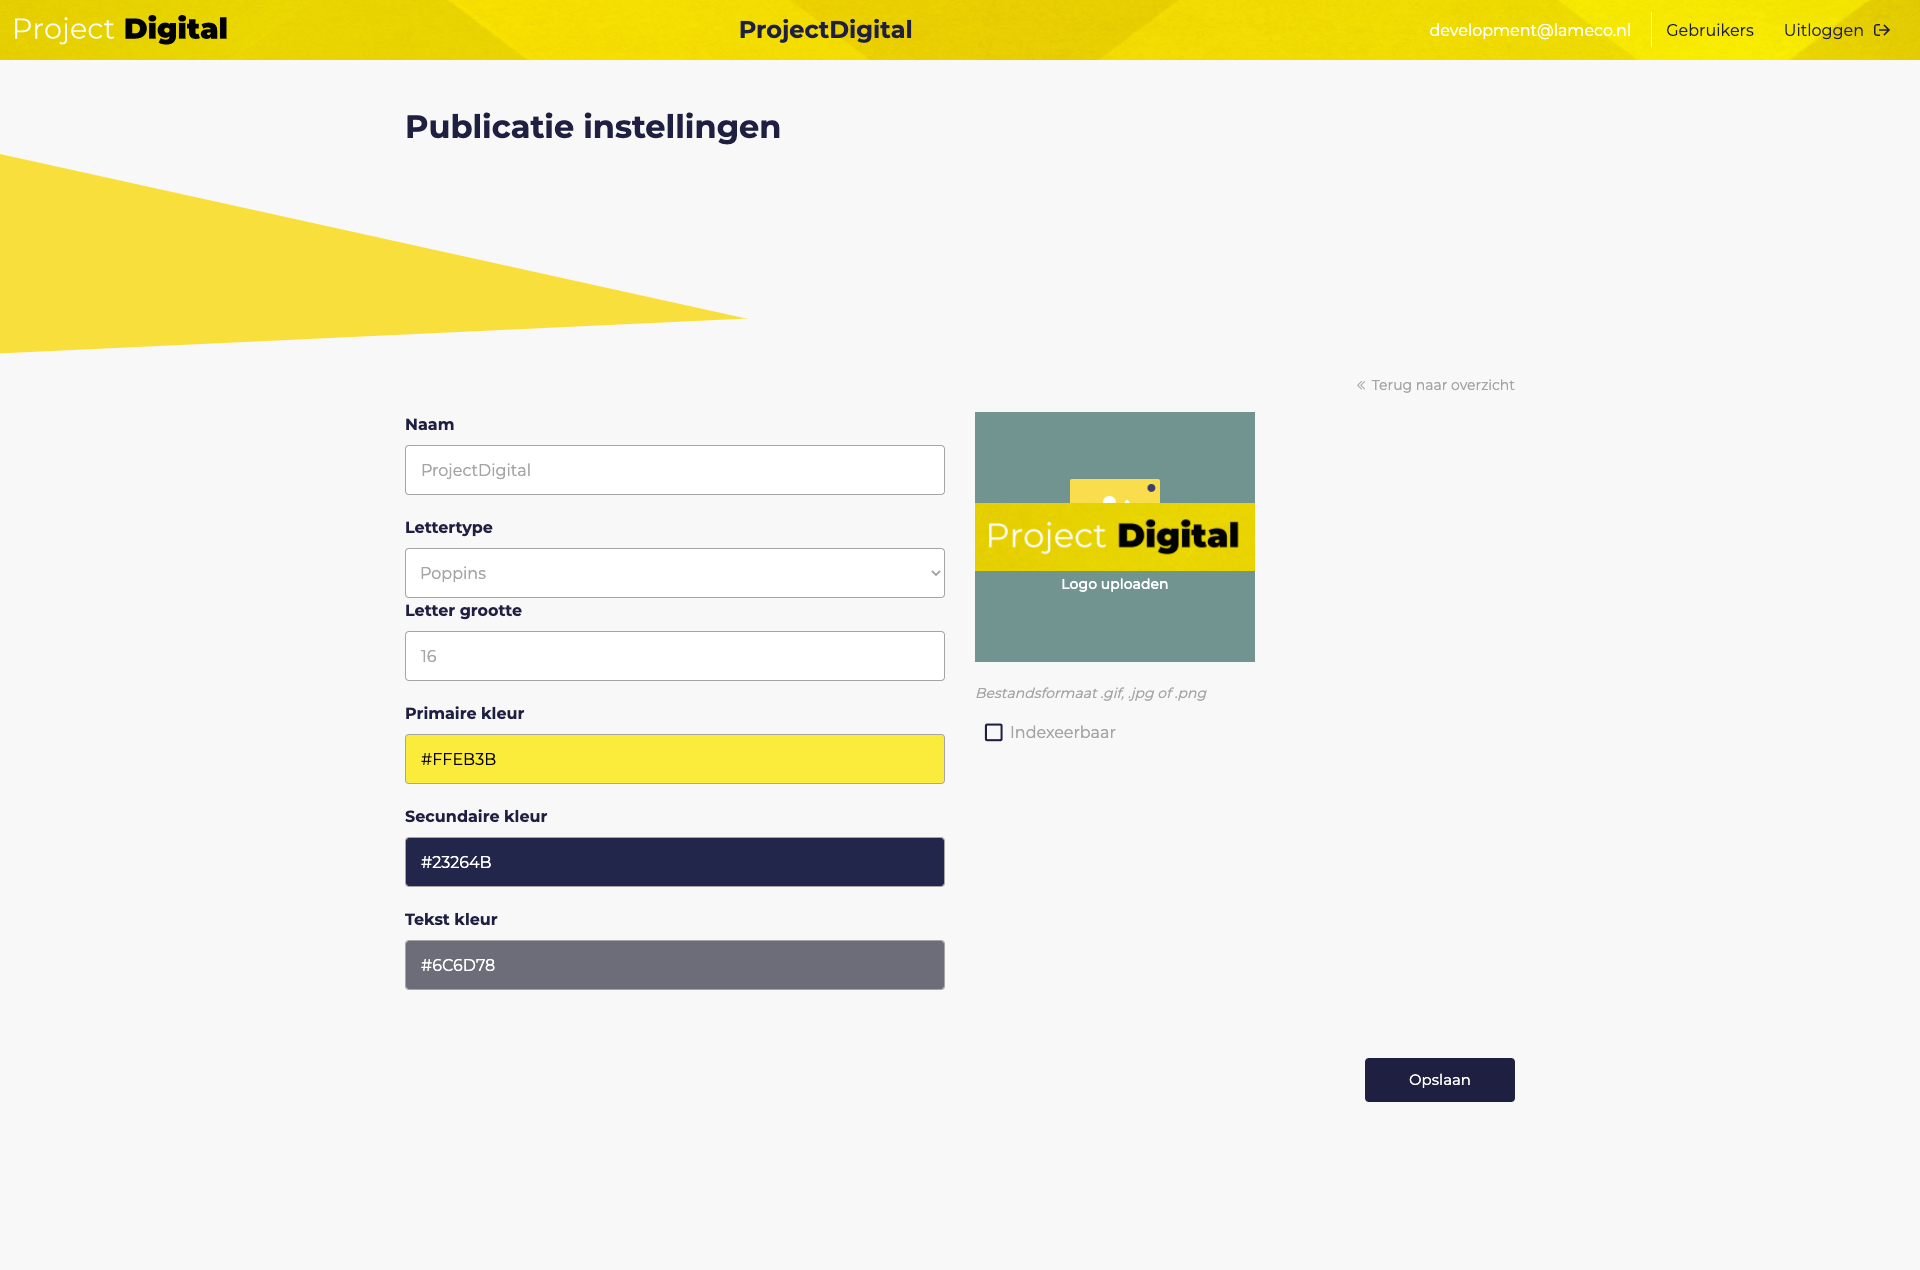 Project Digital
ProjectDigital
development@lameco.nl
Gebruikers
Uitloggen
Publicatie instellingen
« Terug naar overzicht
Naam
ProjectDigital
Lettertype
Poppins
Letter grootte
16
Primaire kleur
#FFEB3B
Secundaire kleur
#23264B
Tekst kleur
#6C6D78
Project Digital
Logo uploaden
Bestandsformaat .gif, .jpg of .png
Indexeerbaar
Opslaan